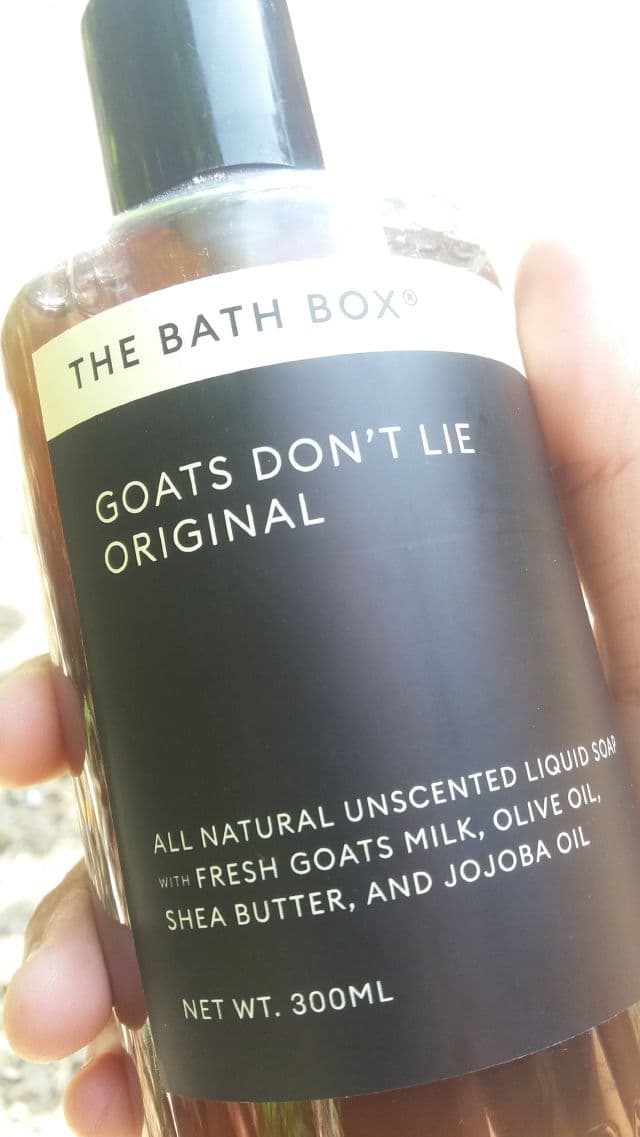 THE BATH BOX®
GOATS DON'T LIE
ORIGINAL
ALL NATURAL UNSCENTED LIQUID SOAP
WITH FRESH GOATS MILK, OLIVE OIL,
SHEA BUTTER, AND JOJOBA OIL
NET WT. 300ML